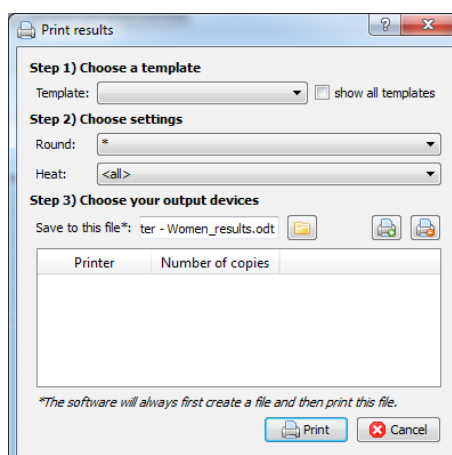 Print results
?
Step 1) Choose a template
Template: show all templates
Step 2) Choose settings
Round: *
Heat: <all>
Step 3) Choose your output devices
Save to this file*: ter - Women_results.odt
Printer Number of copies
*The software will always first create a file and then print this file.
Print Cancel